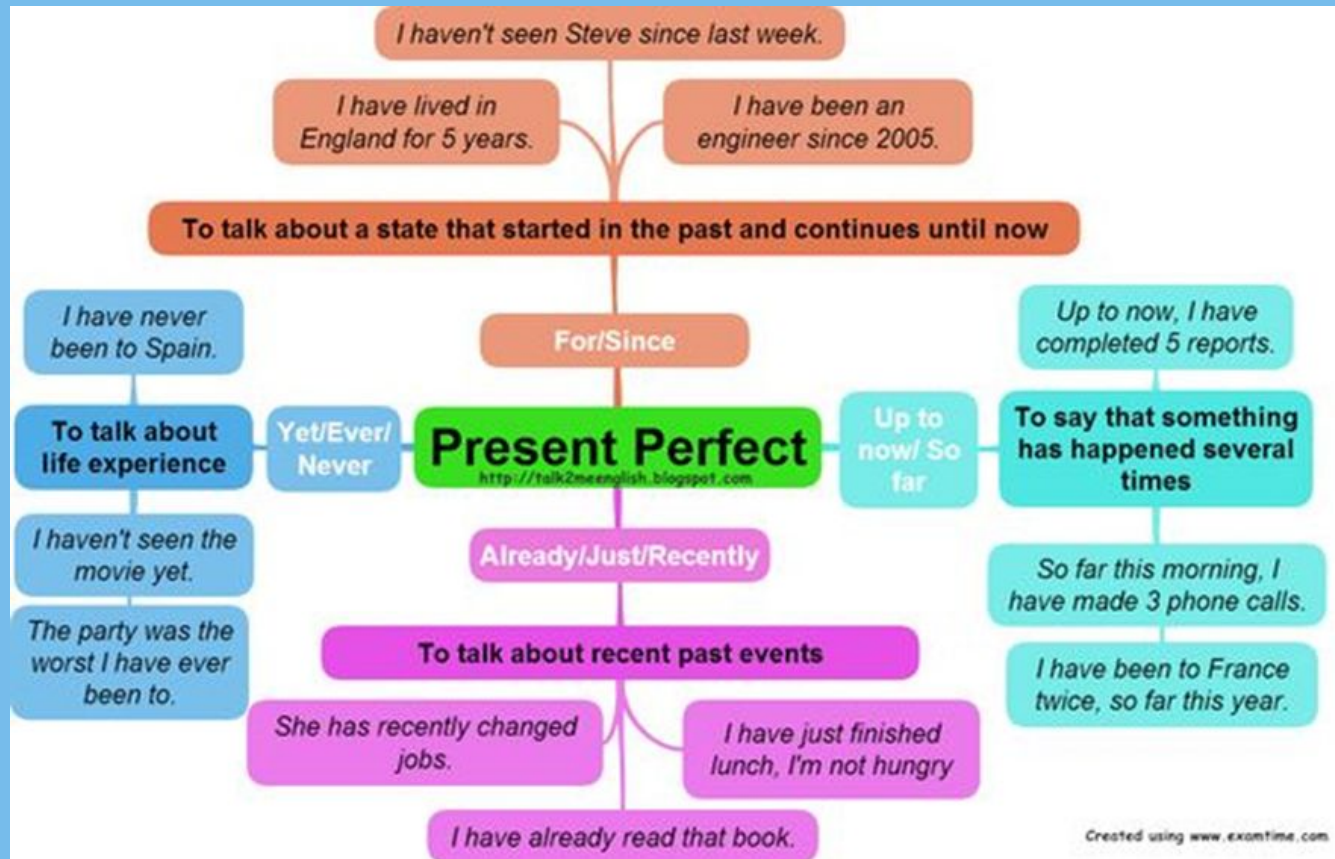 I haven't seen Steve since last week.
I have lived in
England for 5 years.
I have been an
engineer since 2005.
To talk about a state that started in the past and continues until now
For/Since
I have never
been to Spain.
To talk about
life experience
Yet/Ever/
Never
I haven't seen the
movie yet.
The party was the
worst I have ever
been to.
Present Perfect
http://talk2meenglish.blogspot.com
Up to
now/ So
far
Up to now, I have
completed 5 reports.
To say that something
has happened several
times
So far this morning, I
have made 3 phone calls.
I have been to France
twice, so far this year.
Already/Just/Recently
To talk about recent past events
She has recently changed
jobs.
I have just finished
lunch, I'm not hungry
I have already read that book.
Created using www.examtime.com